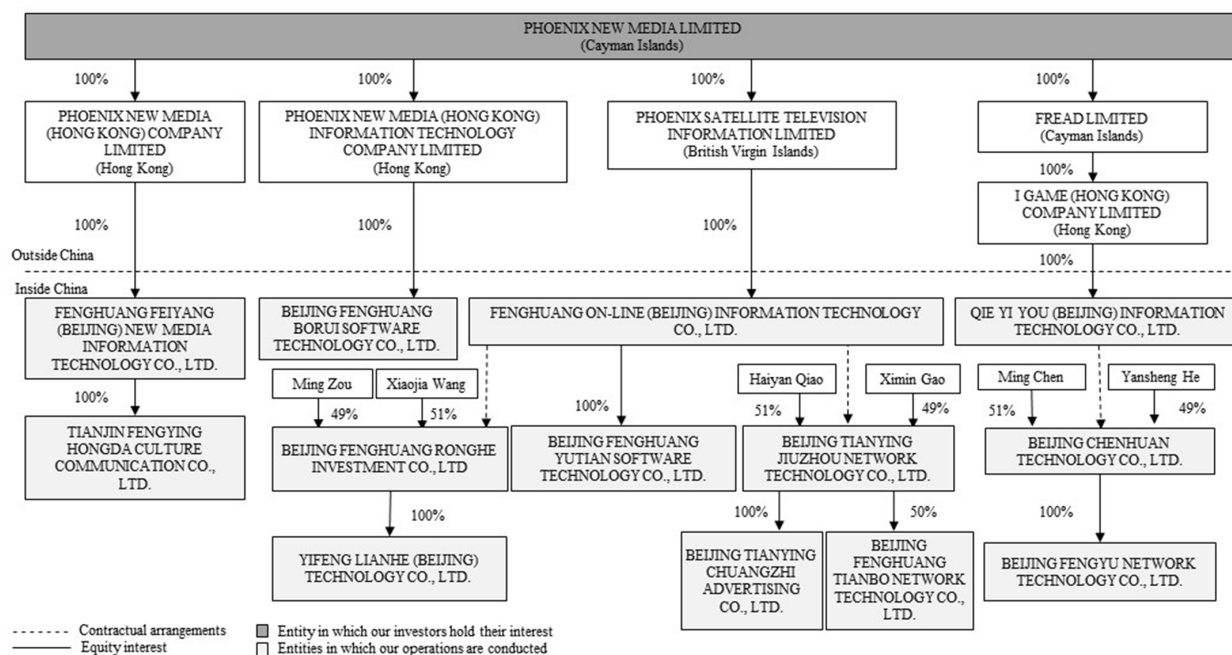 PHOENIX NEW MEDIA LIMITED
(Cayman Islands)
100%
100%
100%
100%
PHOENIX NEW MEDIA
(HONG KONG) COMPANY
LIMITED
(Hong Kong)
PHOENIX NEW MEDIA (HONG KONG)
INFORMATION TECHNOLOGY
COMPANY LIMITED
(Hong Kong)
PHOENIX SATELLITE TELEVISION
INFORMATION LIMITED
(British Virgin Islands)
FREAD LIMITED
(Cayman Islands)
100%
I GAME (HONG KONG)
COMPANY LIMITED
(Hong Kong)
100%
100%
100%
100%
Outside China
Inside China
FENGHUANG FEIYANG
(BEIJING) NEW MEDIA
INFORMATION
TECHNOLOGY CO., LTD.
BEIJING FENGHUANG
BORUI SOFTWARE
TECHNOLOGY CO., LTD.
FENGHUANG ON-LINE (BEIJING) INFORMATION TECHNOLOGY
CO., LTD.
QIE YI YOU (BEIJING) INFORMATION
TECHNOLOGY CO., LTD.
Ming Zou
Xiaojia Wang
Haiyan Qiao
Ximin Gao
Ming Chen
Yansheng He
100%
49%
51%
100%
51%
49%
51%
49%
TIANJIN FENGYING
HONGDA CULTURE
COMMUNICATION CO.,
LTD.
BEIJING FENGHUANG RONGHE
INVESTMENT CO., LTD
BEIJING FENGHUANG
YUTIAN SOFTWARE
TECHNOLOGY CO., LTD.
BEIJING TIANYING
JIUZHOU NETWORK
TECHNOLOGY CO., LTD.
BEIJING CHENHUAN
TECHNOLOGY CO., LTD.
100%
100%
50%
100%
YIFENG LIANHE (BEIJING)
TECHNOLOGY CO., LTD.
BEIJING TIANYING
CHUANGZHI
ADVERTISING
CO., LTD.
BEIJING
FENGHUANG
TIANBO NETWORK
TECHNOLOGY CO.,
LTD.
BEIJING FENGYU NETWORK
TECHNOLOGY CO., LTD.
Contractual arrangements
Equity interest
Entity in which our investors hold their interest
Entities in which our operations are conducted